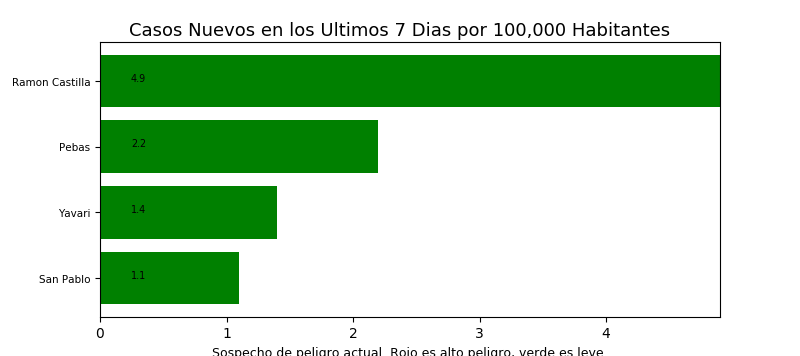 Casos Nuevos en los Ultimos 7 Dias por 100,000 Habitantes
Ramon Castilla 4.9
Pebas 2.2
Yavari 1.4
San Pablo 1.1
0 1 2 3 4
Sospecho de peligro actual. Rojo es alto peligro, verde es leve